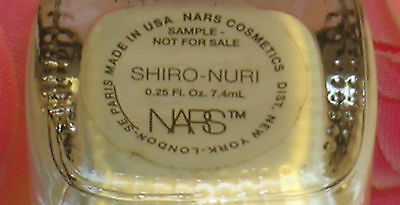 MADE IN USA NARS COSMETICS DIST. NEW YORK-LONDON-SE PARIS
SAMPLE -
NOT FOR SALE
SHIRO-NURI
0.25 FL. Oz. 7.4mL
NARS™